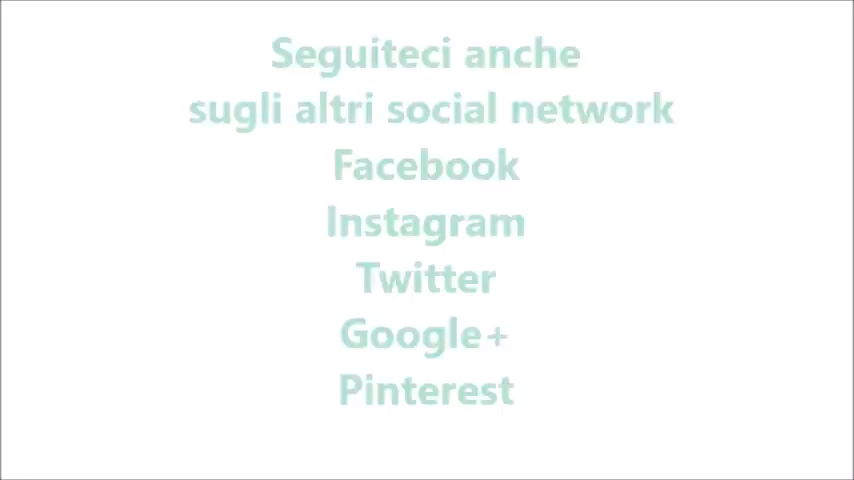 Seguiteci anche
sugli altri social network
Facebook
Instagram
Twitter
Google+
Pinterest